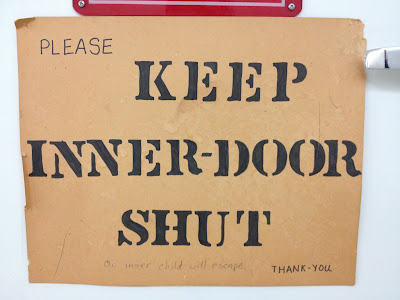 PLEASE
KEEP
INNER-DOOR
SHUT
Or inner child will escape.
THANK-YOU